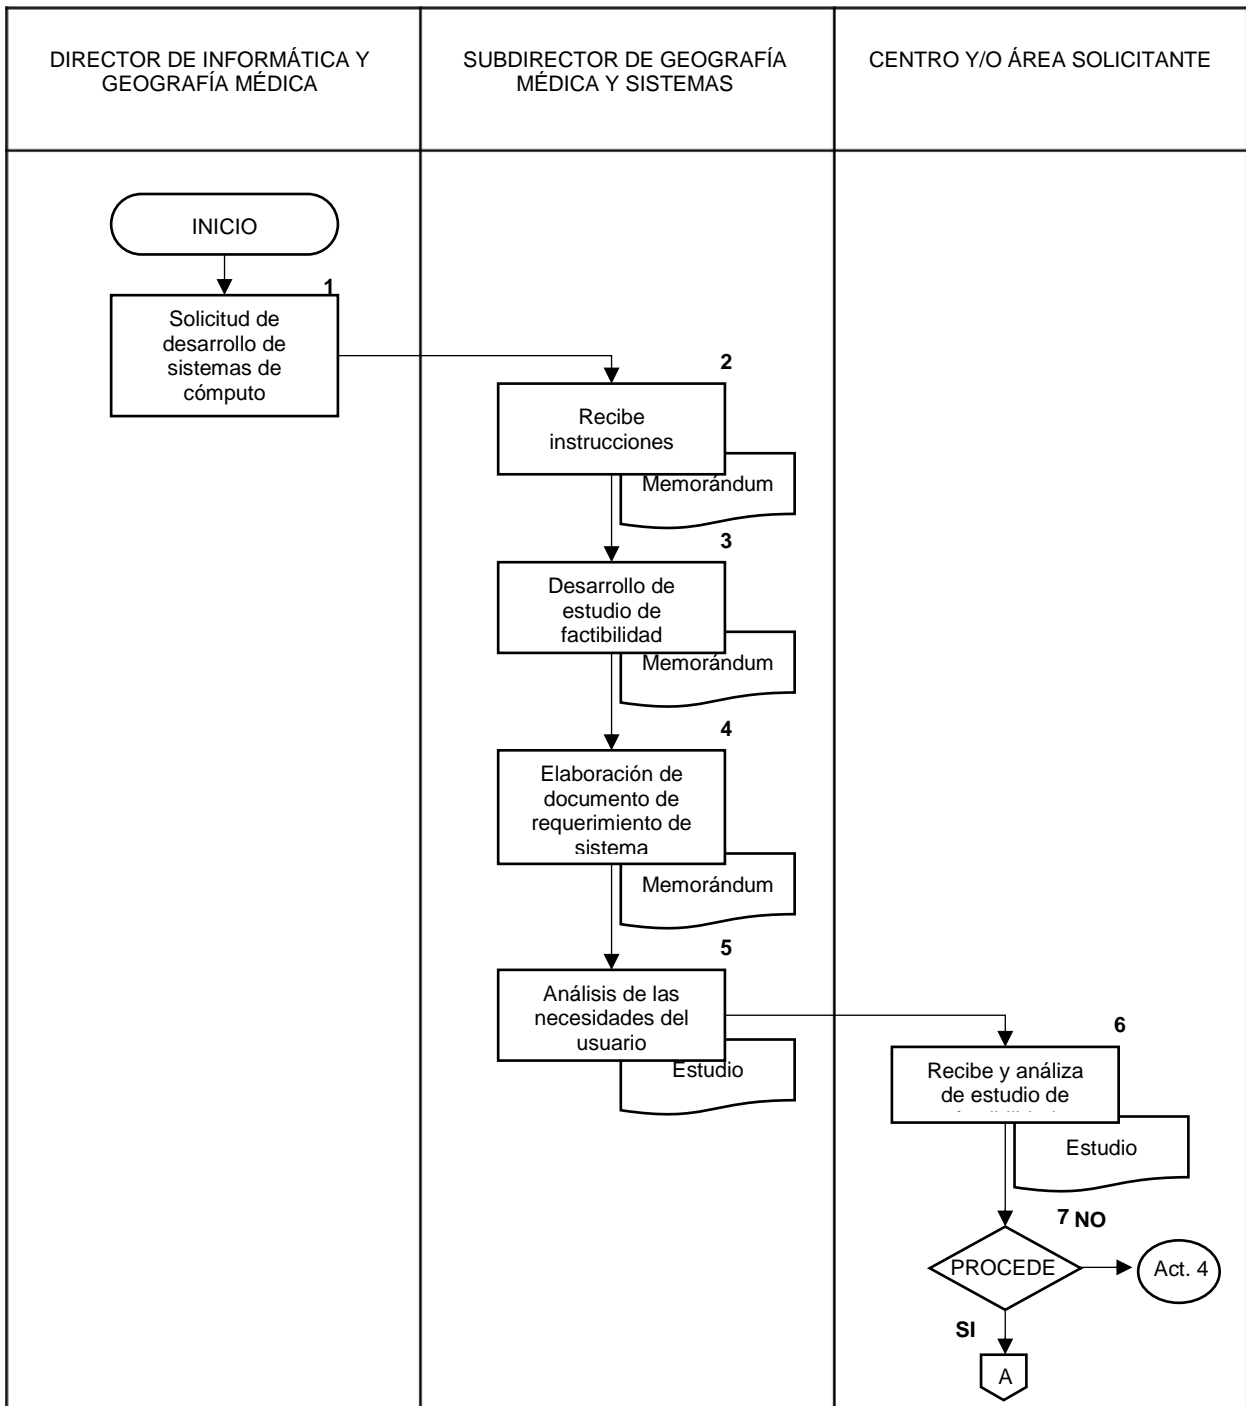 DIRECTOR DE INFORMÁTICA Y
GEOGRAFÍA MÉDICA
SUBDIRECTOR DE GEOGRAFÍA
MÉDICA Y SISTEMAS
CENTRO Y/O ÁREA SOLICITANTE
INICIO
1
Solicitud de
desarrollo de
sistemas de
cómputo
2
Recibe
instrucciones
Memorándum
3
Desarrollo de
estudio de
factibilidad
Memorándum
4
Elaboración de
documento de
requerimiento de
sistema
Memorándum
5
Análisis de las
necesidades del
usuario
Estudio
6
Recibe y análiza
de estudio de
Estudio
7 NO
PROCEDE
Act. 4
SI
A